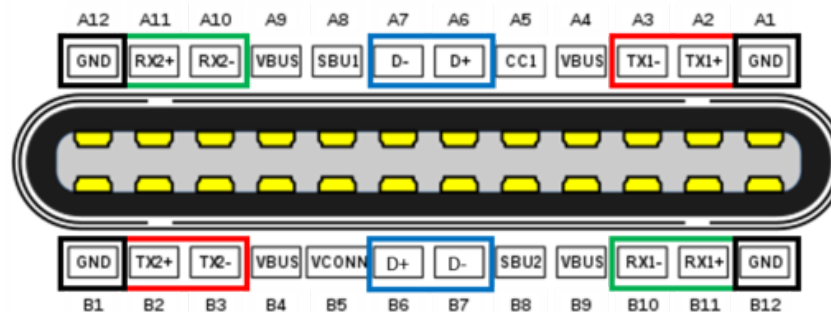 A12 A11 A10 A9 A8 A7 A6 A5 A4 A3 A2 A1
GND RX2+ RX2- VBUS SBU1 D- D+ CC1 VBUS TX1- TX1+ GND
GND TX2+ TX2- VBUS VCONN D+ D- SBU2 VBUS RX1- RX1+ GND
B1 B2 B3 B4 B5 B6 B7 B8 B9 B10 B11 B12